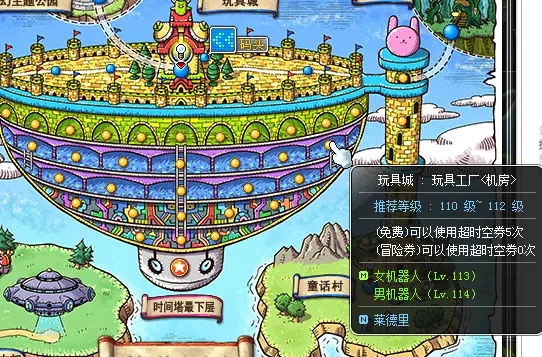 幻主题公园
玩具城
码头
玩具城 : 玩具工厂<机房>
推荐等级 : 110 级~ 112 级
(免费)可以使用超时空券5次
(冒险券)可以使用超时空券0次
M 女机器人 (Lv.113)
男机器人 (Lv.114)
N 莱德里
童话村
时间塔最下层